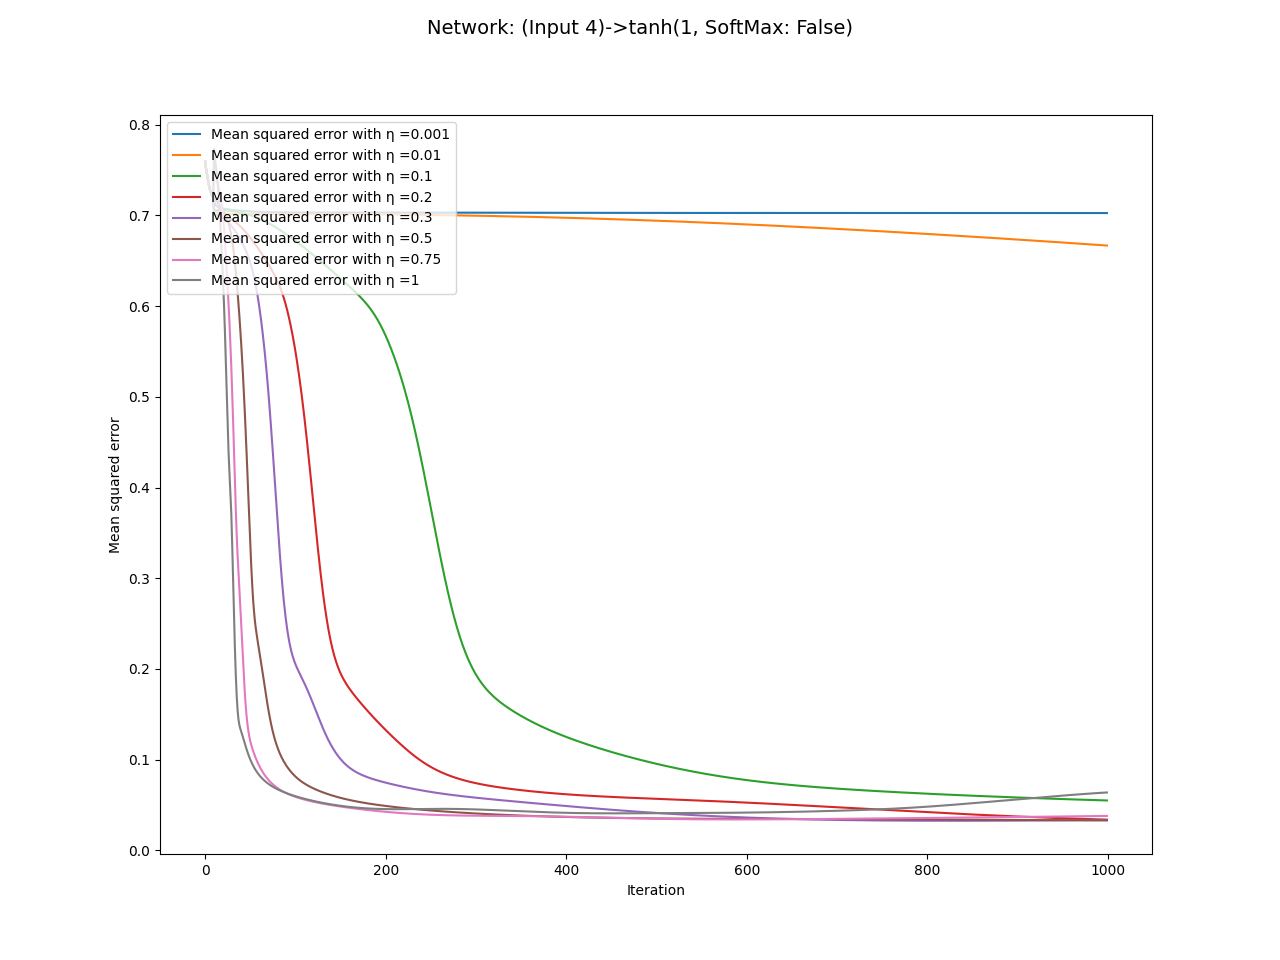 Network: (Input 4)->tanh(1, SoftMax: False)
Mean squared error with η =0.001
Mean squared error with η =0.01
Mean squared error with η =0.1
Mean squared error with η =0.2
Mean squared error with η =0.3
Mean squared error with η =0.5
Mean squared error with η =0.75
Mean squared error with η =1
0.8
0.7
0.6
0.5
0.4
0.3
0.2
0.1
0.0
Mean squared error
0 200 400 600 800 1000
Iteration